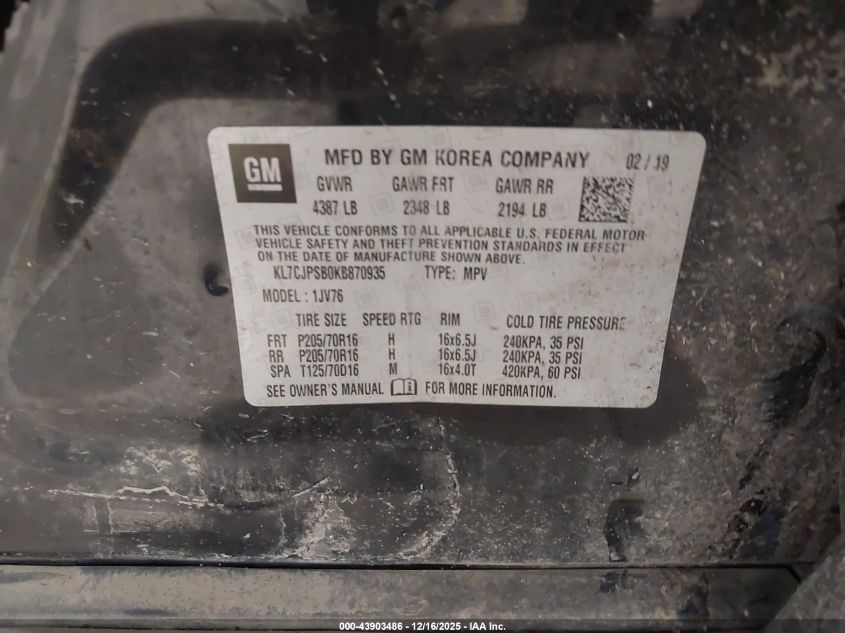 GM
MFD BY GM KOREA COMPANY 02 / 19
GVWR GAWR FRT GAWR RR
4387 LB 2348 LB 2194 LB
THIS VEHICLE CONFORMS TO ALL APPLICABLE U.S. FEDERAL MOTOR
VEHICLE SAFETY AND THEFT PREVENTION STANDARDS IN EFFECT
ON THE DATE OF MANUFACTURE SHOWN ABOVE.
KL7CJPSB0KB870935 TYPE: MPV
MODEL : 1JV76
TIRE SIZE SPEED RTG RIM COLD TIRE PRESSURE
FRT P205/70R16 H 16x6.5J 240KPA, 35 PSI
RR P205/70R16 H 16x6.5J 240KPA, 35 PSI
SPA T125/70D16 M 16x4.0T 420KPA, 60 PSI
SEE OWNER'S MANUAL FOR MORE INFORMATION.
000-43903486 - 12/16/2025 - IAA Inc.